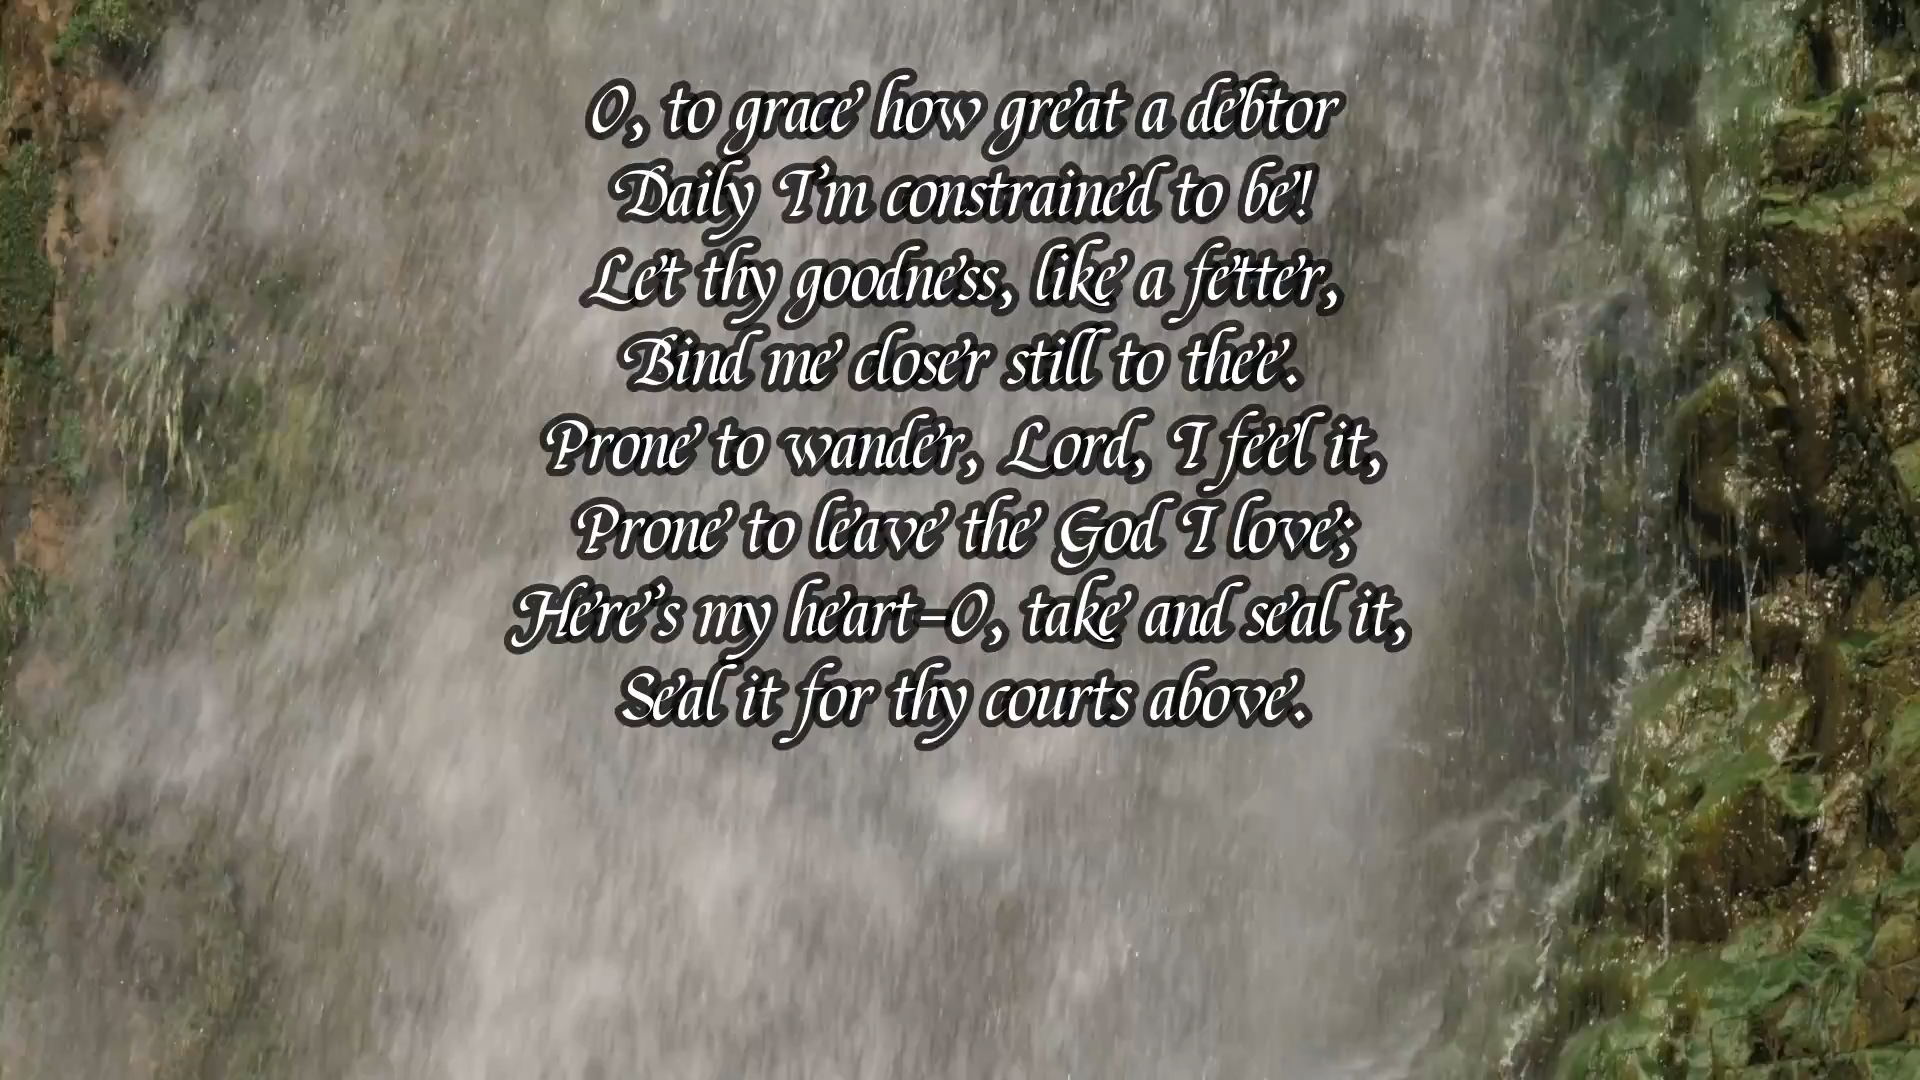 O, to grace how great a debtor
Daily I'm constrained to be!
Let thy goodness, like a fetter,
Bind me closer still to thee.
Prone to wander, Lord, I feel it,
Prone to leave the God I love;
Here's my heart–O, take and seal it,
Seal it for thy courts above.